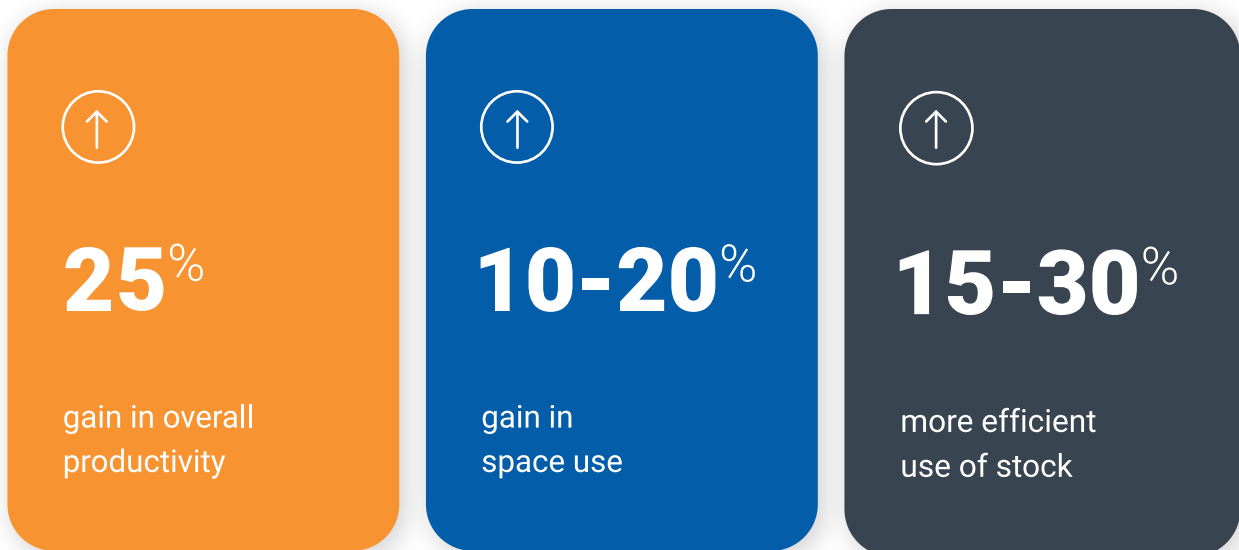 25%
gain in overall
productivity
10-20%
gain in
space use
15-30%
more efficient
use of stock